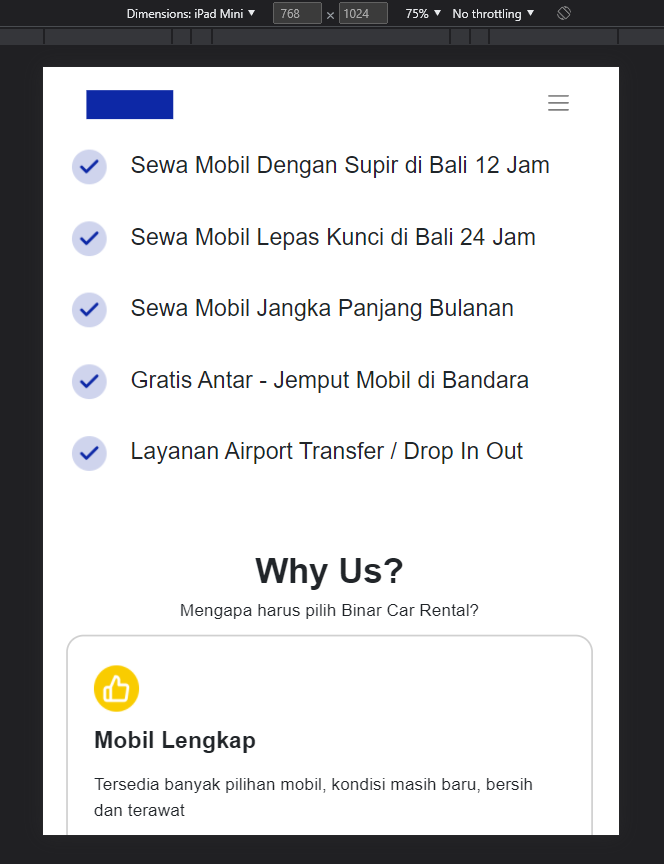 Dimensions: iPad Mini ▼ 768 × 1024 75% ▼ No throttling ▼
Sewa Mobil Dengan Supir di Bali 12 Jam
Sewa Mobil Lepas Kunci di Bali 24 Jam
Sewa Mobil Jangka Panjang Bulanan
Gratis Antar - Jemput Mobil di Bandara
Layanan Airport Transfer / Drop In Out
Why Us?
Mengapa harus pilih Binar Car Rental?
Mobil Lengkap
Tersedia banyak pilihan mobil, kondisi masih baru, bersih
dan terawat